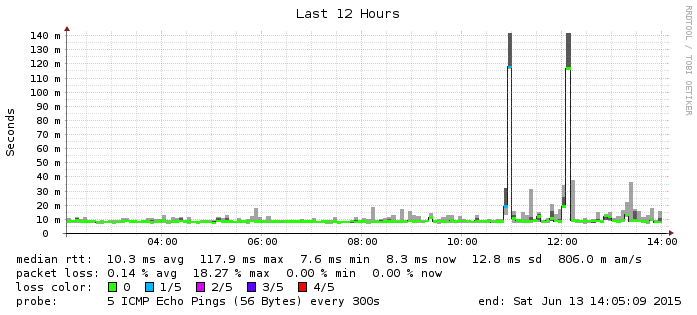 Last 12 Hours
RRDTOOL / TOBI OETIKER
Seconds
140 m
130 m
120 m
110 m
100 m
90 m
80 m
70 m
60 m
50 m
40 m
30 m
20 m
10 m
0
04:00 06:00 08:00 10:00 12:00 14:00
median rtt: 10.3 ms avg 117.9 ms max 7.6 ms min 8.3 ms now 12.8 ms sd 806.0 m am/s
packet loss: 0.14 % avg 18.27 % max 0.00 % min 0.00 % now
loss color: 0 1/5 2/5 3/5 4/5
probe: 5 ICMP Echo Pings (56 Bytes) every 300s end: Sat Jun 13 14:05:09 2015